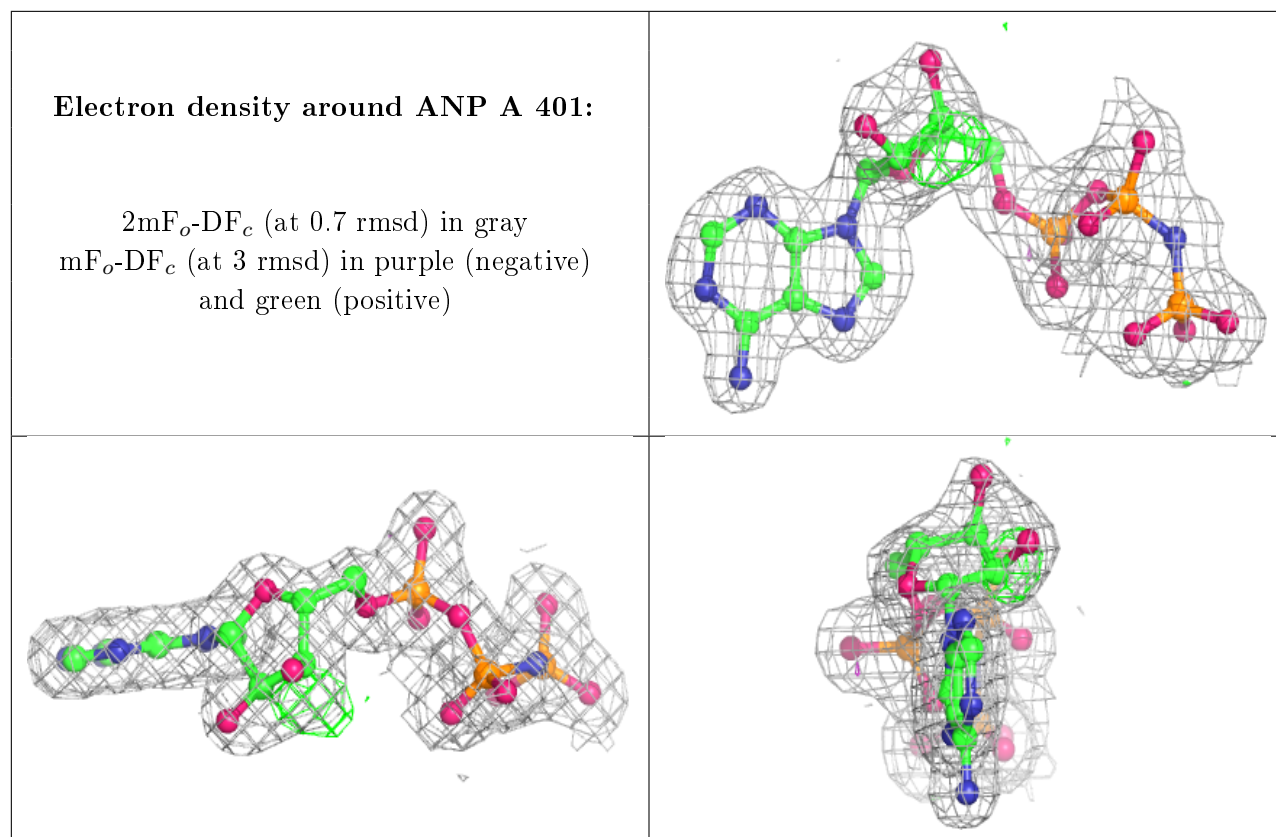 Electron density around ANP A 401:
2mFo-DFc (at 0.7 rmsd) in gray
mFo-DFc (at 3 rmsd) in purple (negative)
and green (positive)